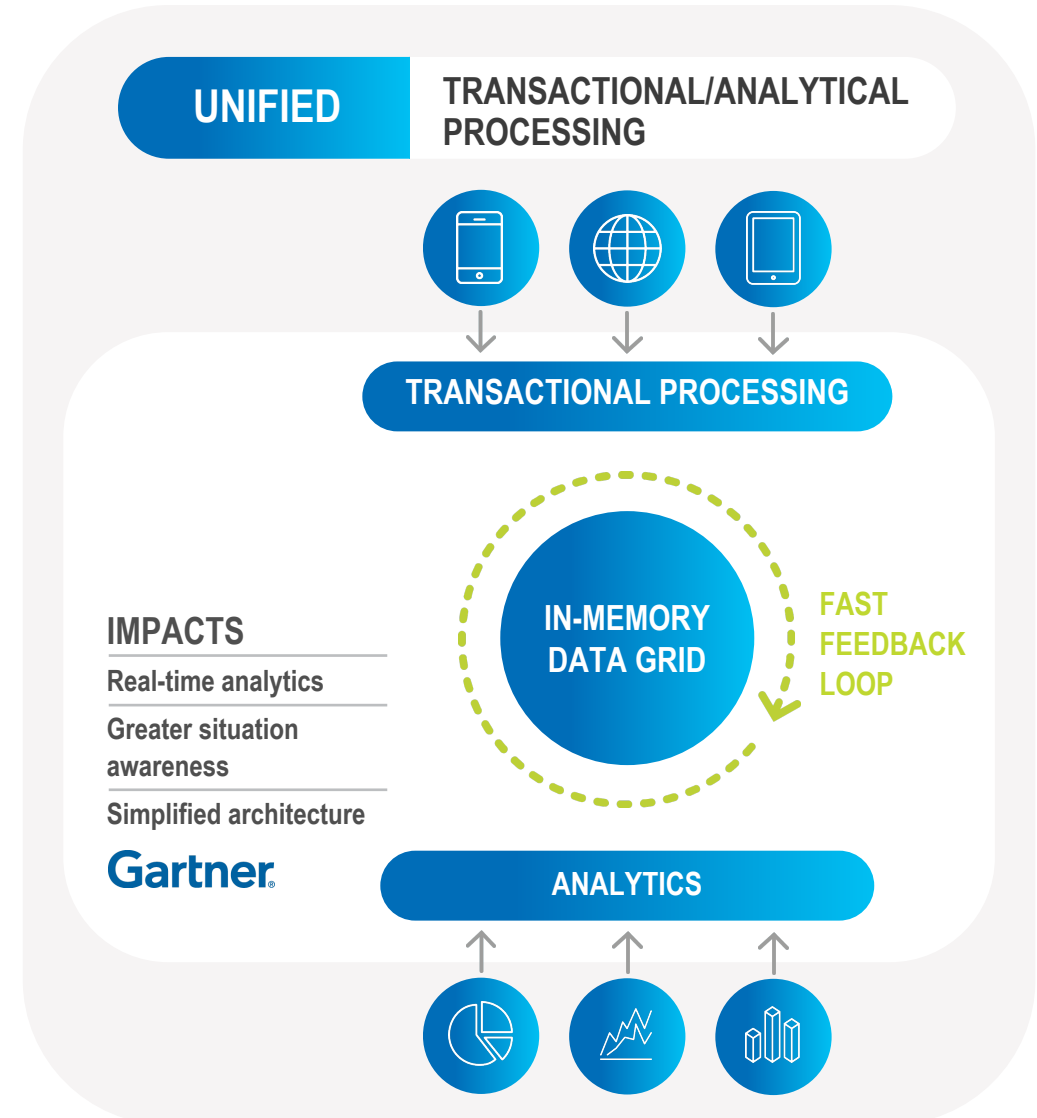 UNIFIED
TRANSACTIONAL/ANALYTICAL
PROCESSING
TRANSACTIONAL PROCESSING
IN-MEMORY
DATA GRID
FAST
FEEDBACK
LOOP
IMPACTS
Real-time analytics
Greater situation
awareness
Simplified architecture
Gartner®
ANALYTICS